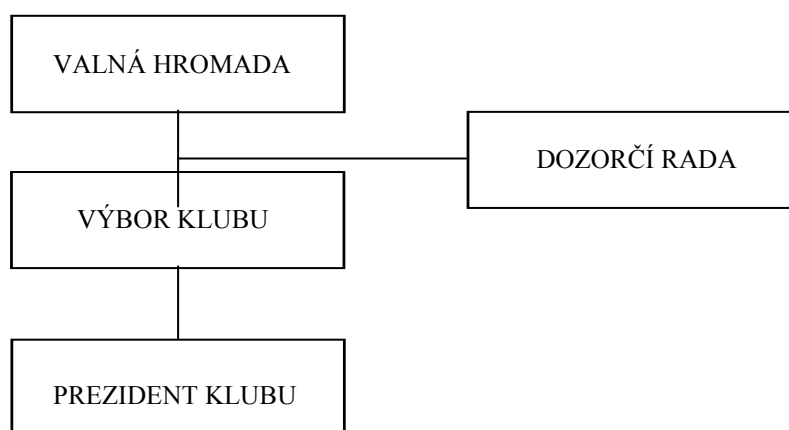 VALNÁ HROMADA
DOZORČÍ RADA
VÝBOR KLUBU
PREZIDENT KLUBU